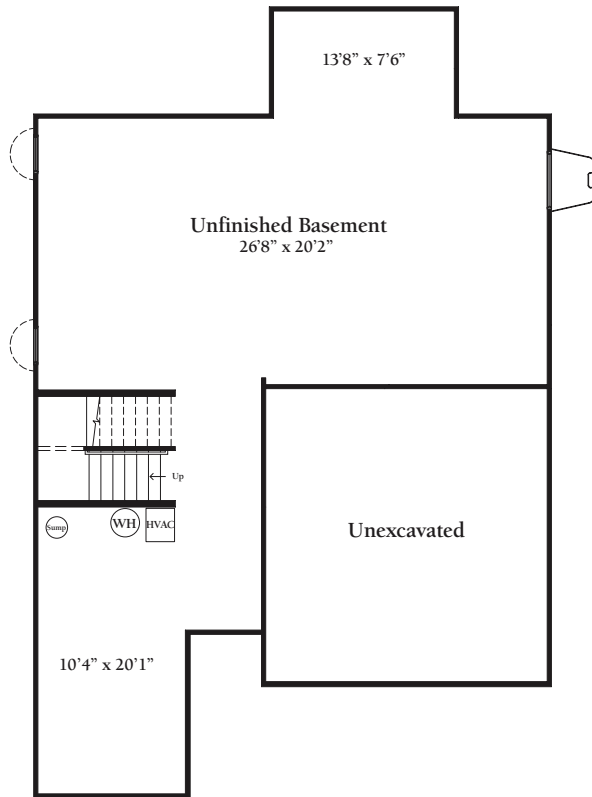 13’8” x 7’6”
Unfinished Basement
26’8” x 20’2”
Up
Sump
WH
HVAC
Unexcavated
10’4” x 20’1”